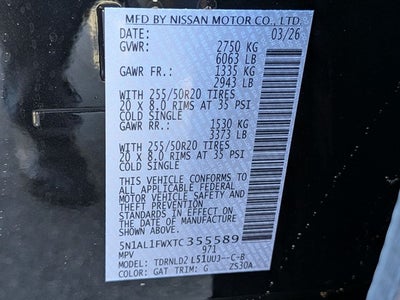 MFD BY NISSAN MOTOR CO., LTD.
DATE: 03/26
GVWR: 2750 KG
6063 LB
GAWR FR.: 1335 KG
2943 LB
WITH 255/50R20 TIRES
20 x 8.0 RIMS AT 35 PSI
COLD SINGLE
GAWR RR.: 1530 KG
3373 LB
WITH 255/50R20 TIRES
20 x 8.0 RIMS AT 35 PSI
COLD SINGLE
THIS VEHICLE CONFORMS TO
ALL APPLICABLE FEDERAL
MOTOR VEHICLE SAFETY AND
THEFT PREVENTION
STANDARDS IN EFFECT ON
THE DATE OF MANUFACTURE
SHOWN ABOVE.
5N1AL1FWXTC355589
MPV 971
MODEL: TDRNLD2 L51UUJ--C-B
COLOR: GAT TRIM: G ZS30A